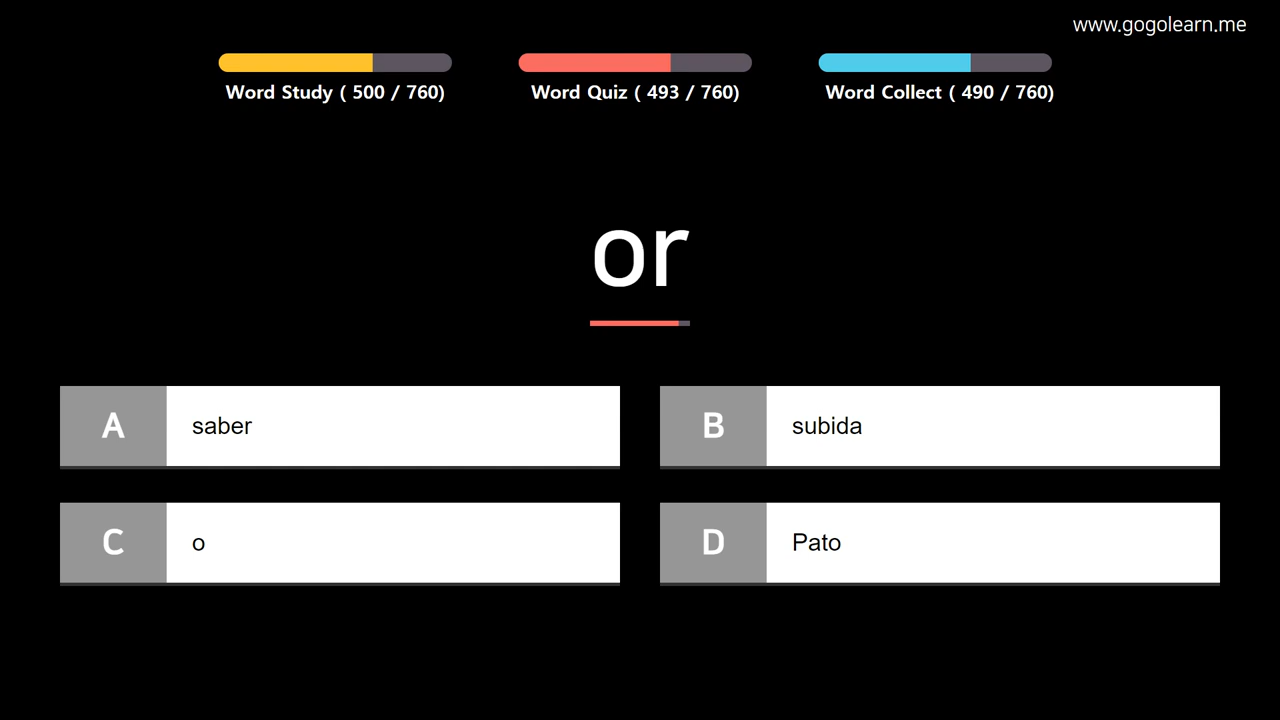 www.gogolearn.me
Word Study ( 500 / 760)
Word Quiz ( 493 / 760)
Word Collect ( 490 / 760)
or
A
saber
B
subida
C
o
D
Pato